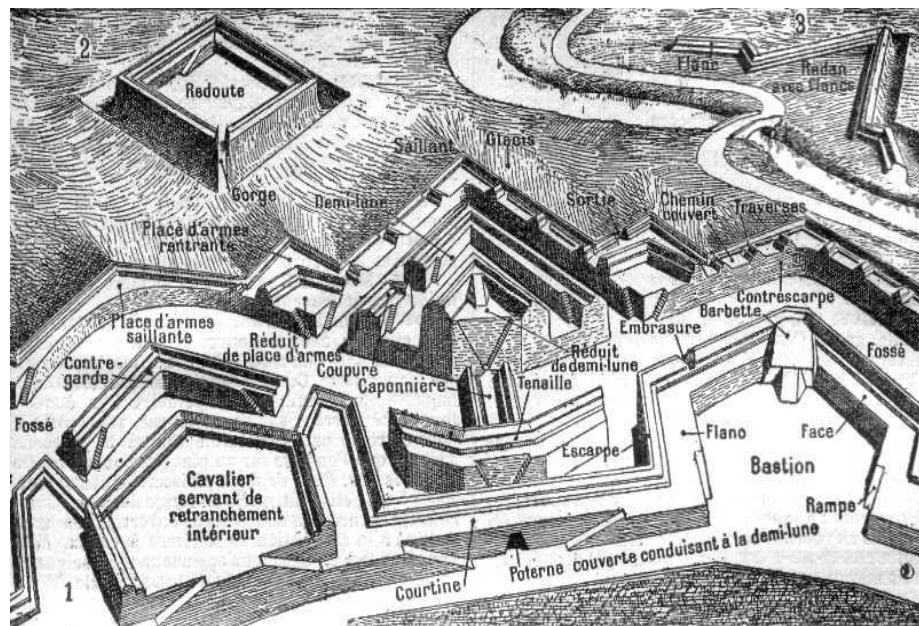 2
3
Redoute
Flanc
Redan
avec flancs
Saillant
Glacis
Gorge
Demi-lune
Sortie
Chemin
couvert
Traverses
Place d'armes
rentrante
Contrescarpe
Barbette
Place d'armes
saillante
Embrasure
Réduit
de place d'armes
Réduit
de demi-lune
Fossé
Contre-
garde
Coupure
Caponnière
Tenaille
Fossé
Escarpe
Flanc
Face
Bastion
Cavalier
servant de
retranchement
intérieur
Rampe
Poterne couverte conduisant à la demi-lune
Courtine
1